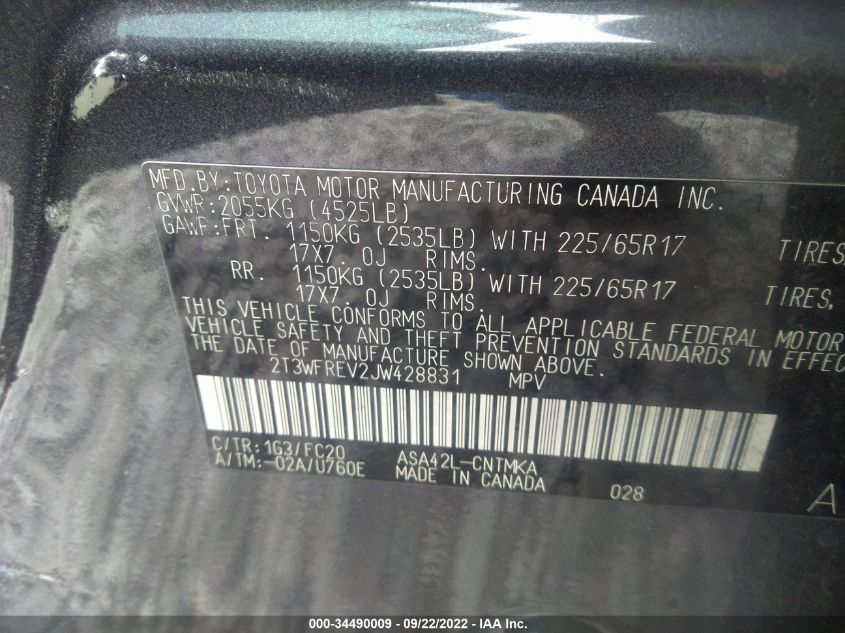 MFD.BY:TOYOTA MOTOR MANUFACTURING CANADA INC.
GVWR:2055KG (4525LB)
GAWR:FRT. 1150KG (2535LB) WITH 225/65R17 TIRES
17X7.0J RIMS.
RR. 1150KG (2535LB) WITH 225/65R17 TIRES,
17X7.0J RIMS.
THIS VEHICLE CONFORMS TO ALL APPLICABLE FEDERAL MOTOR
VEHICLE SAFETY AND THEFT PREVENTION STANDARDS IN EFFEC
THE DATE OF MANUFACTURE SHOWN ABOVE.
2T3WFREV2JW428831 MPV
C/TR:1G3/FC20 ASA42L-CNTMKA
A/TM:-02A/U760E MADE IN CANADA 028 A
000-34490009 - 09/22/2022 - IAA Inc.